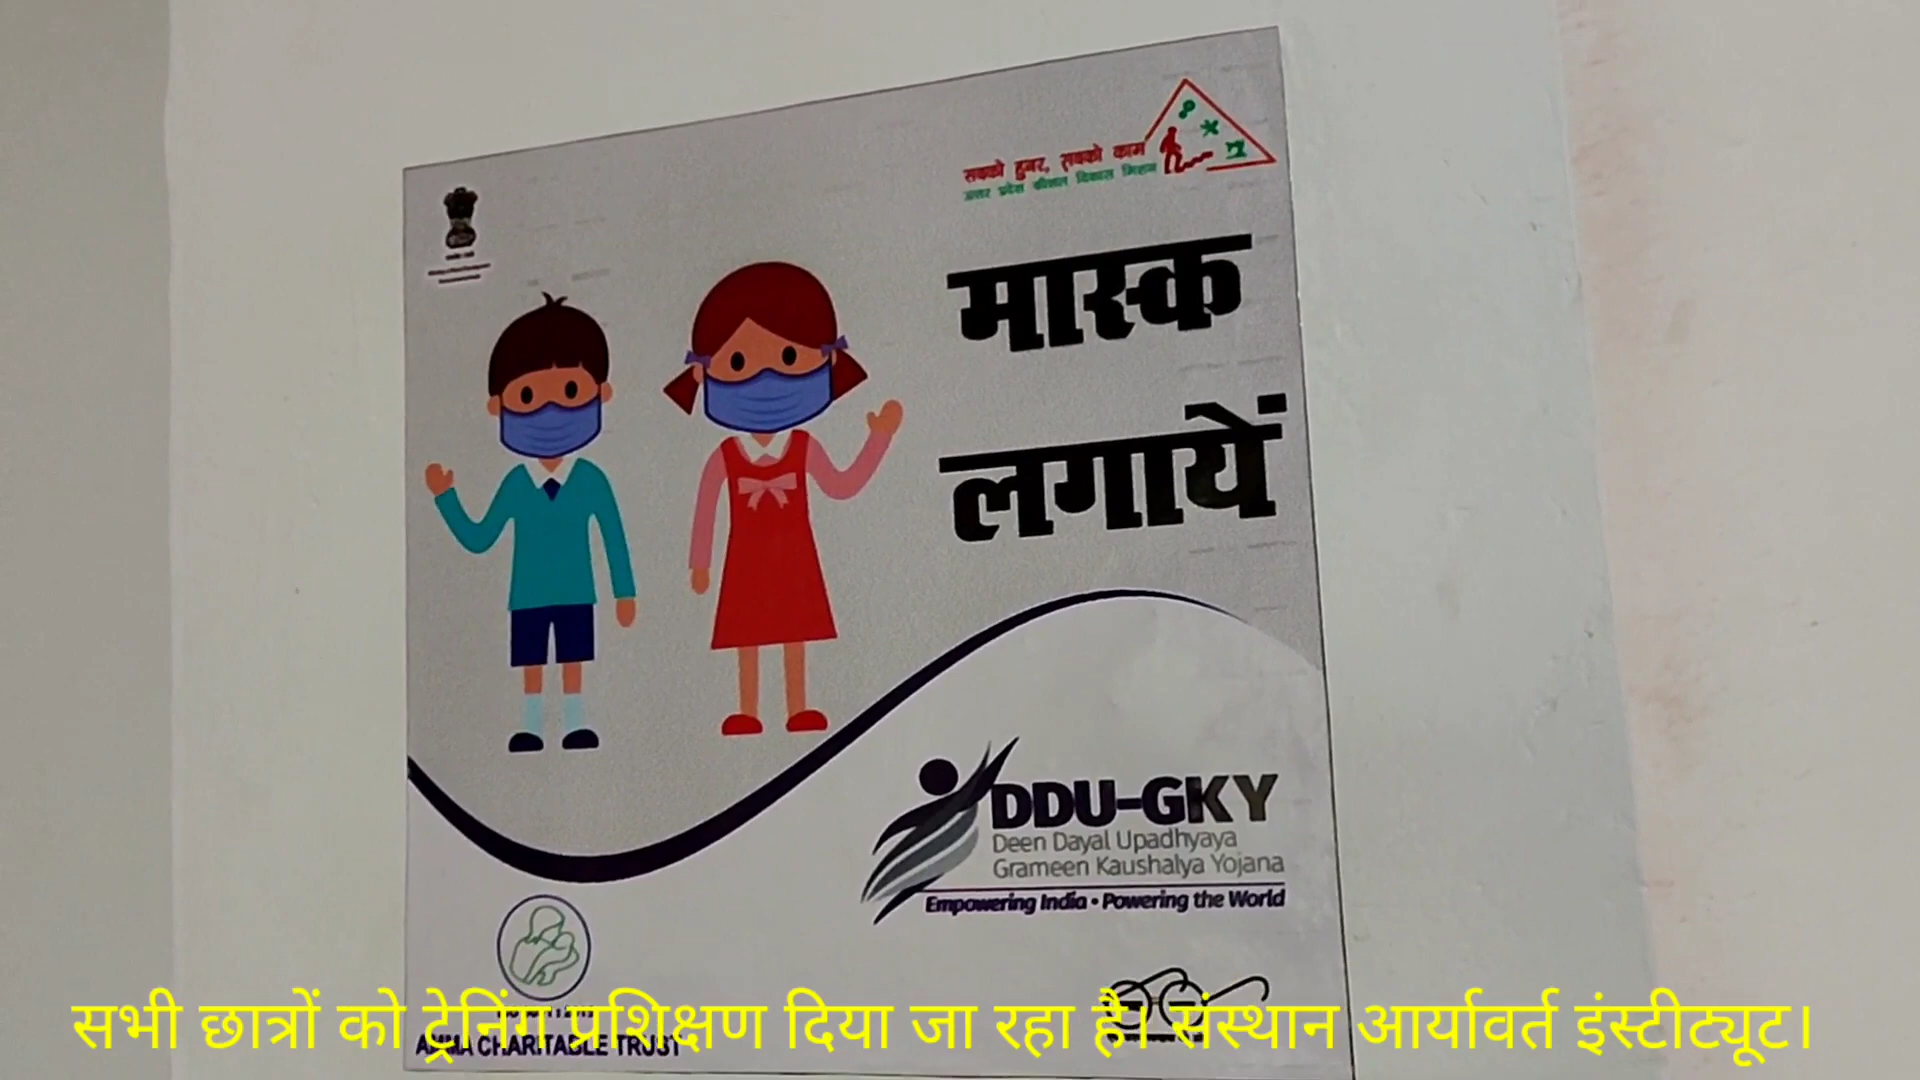 सबको हुनर, सबको काम
उत्तर प्रदेश कौशल विकास मिशन
मास्क
लगायें
DDU-GKY
Deen Dayal Upadhyaya
Grameen Kaushalya Yojana
Empowering India • Powering the World
सभी छात्रों को ट्रेनिंग प्रशिक्षण दिया जा रहा है। संस्थान आर्यावर्त इंस्टीट्यूट।
AMMA CHARITABLE TRUST